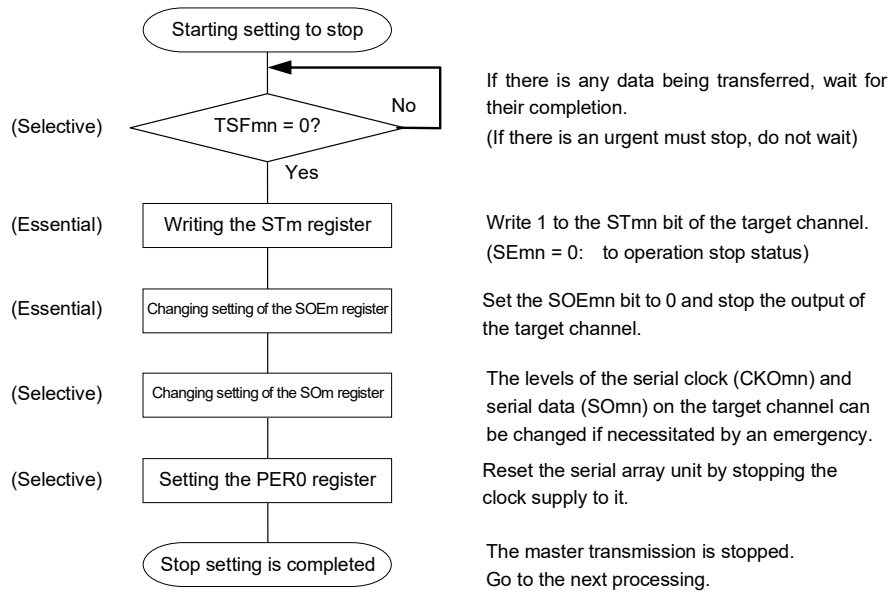 Starting setting to stop
No
If there is any data being transferred, wait for
their completion.
(Selective)
TSFmn = 0?
(If there is an urgent must stop, do not wait)
Yes
(Essential)
Writing the STm register
Write 1 to the STmn bit of the target channel.
(SEmn = 0: to operation stop status)
(Essential)
Changing setting of the SOEm register
Set the SOEmn bit to 0 and stop the output of
the target channel.
(Selective)
Changing setting of the SOm register
The levels of the serial clock (CKOmn) and
serial data (SOmn) on the target channel can
be changed if necessitated by an emergency.
(Selective)
Setting the PER0 register
Reset the serial array unit by stopping the
clock supply to it.
Stop setting is completed
The master transmission is stopped.
Go to the next processing.